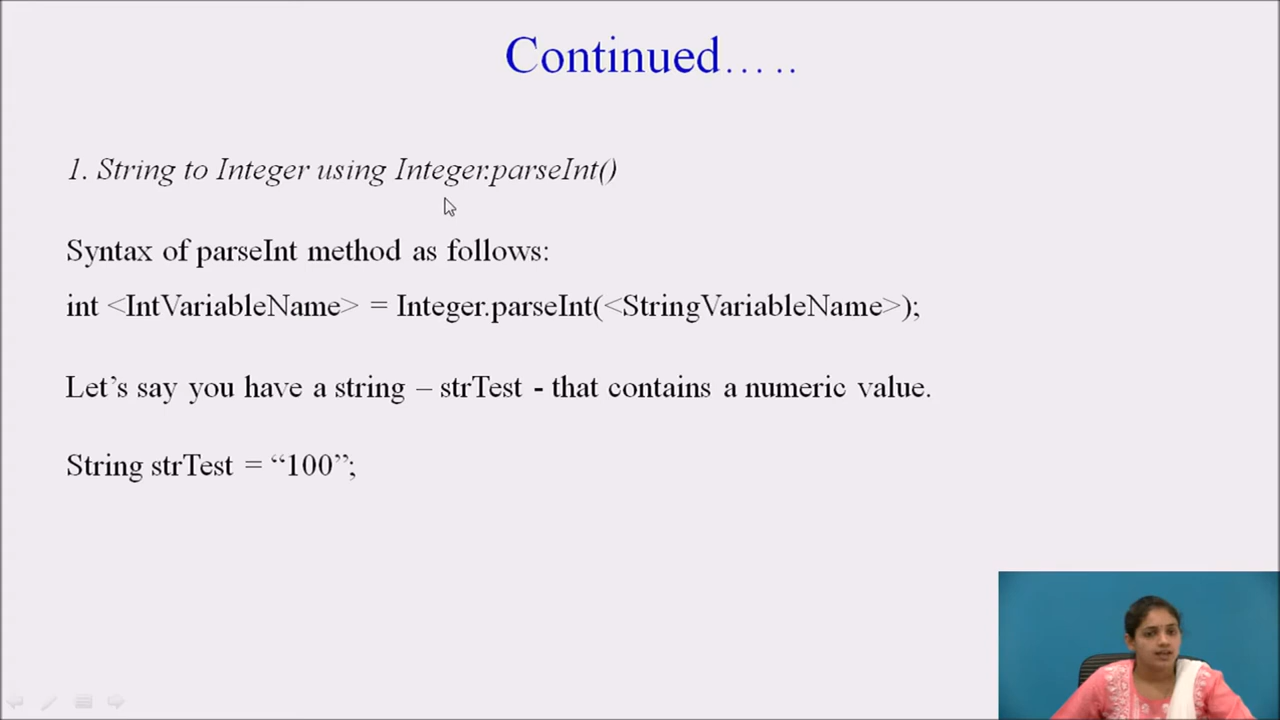 Continued… ..
1. String to Integer using Integer.parseInt()
Syntax of parseInt method as follows:
int <IntVariableName> = Integer.parseInt(<StringVariableName>);
Let’s say you have a string – strTest - that contains a numeric value.
String strTest = “100”;